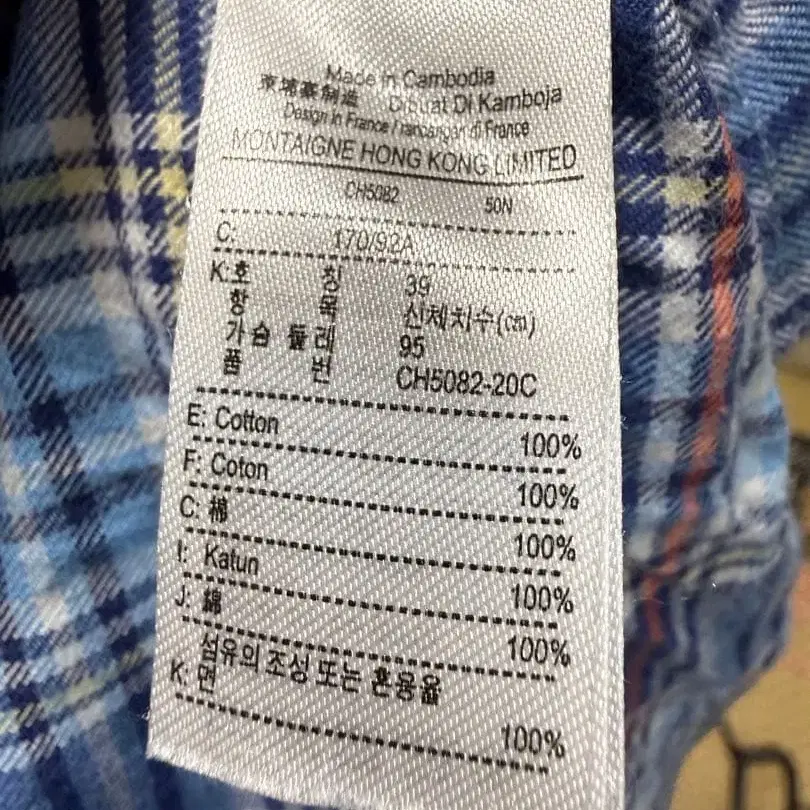 Made in Cambodia
柬埔寨制造 Dibuat Di Kamboja
Design in France / rancangan di France
MONTAIGNE HONG KONG LIMITED
CH5082 50N
C: 170/92A
K:호 칭 39
항 목 신체치수(cm)
가슴 둘레 95
품 번 CH5082-20C
E: Cotton 100%
F: Coton 100%
C: 棉 100%
I: Katun 100%
J: 綿 100%
섬유의 조성 또는 혼용율
K: 면 100%